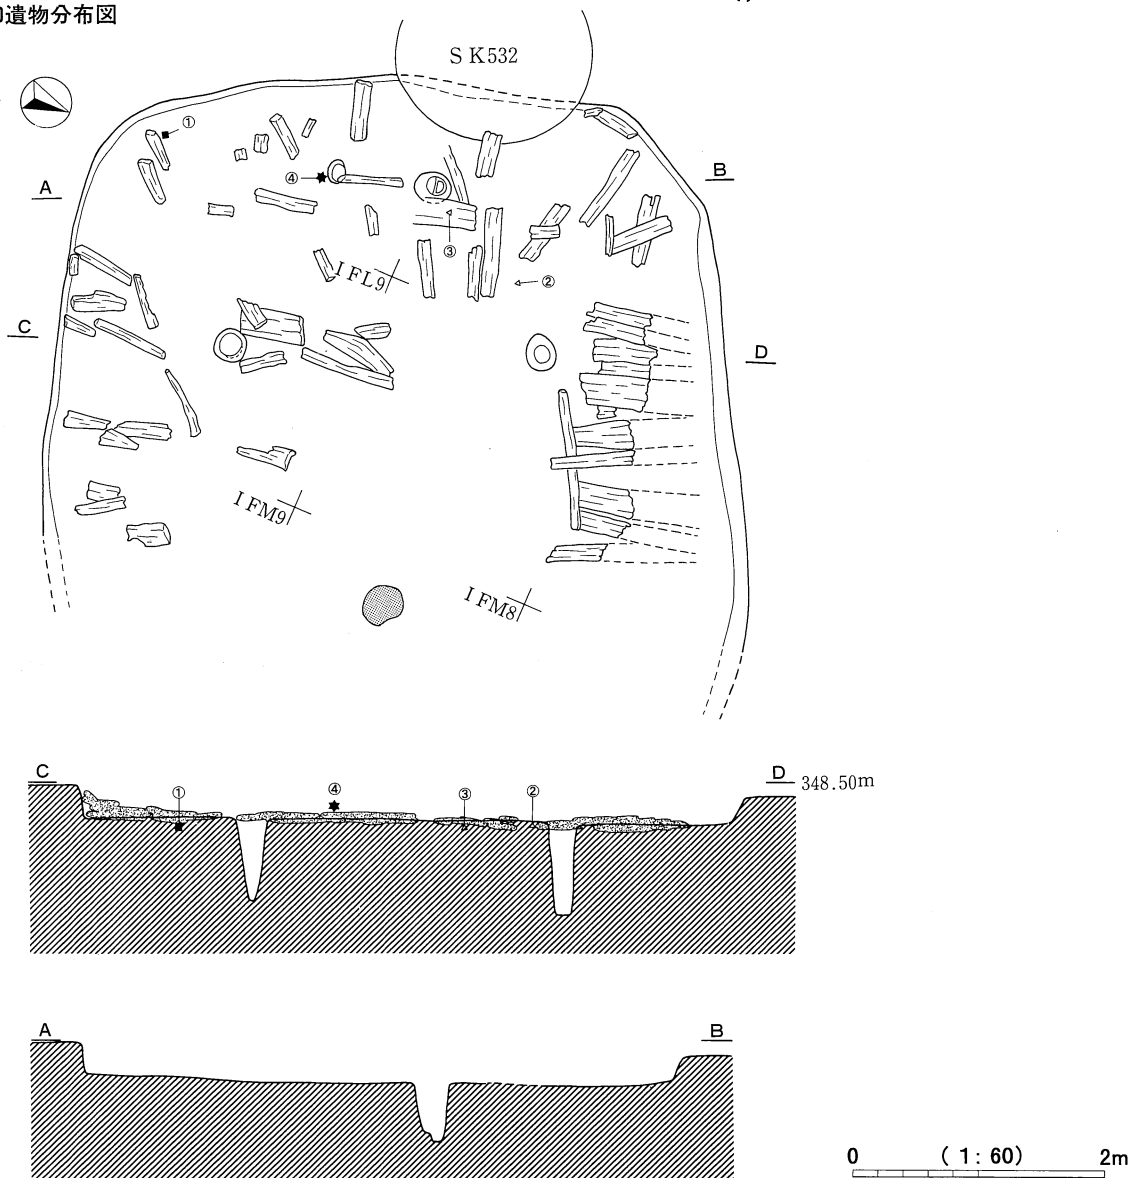 遺物分布図
S K532
①
④
A
B
③
I FL9
②
C
D
I FM9
I FM8
C
①
④
③
②
D
348.50m
A
B
0
( 1 : 60 )
2m